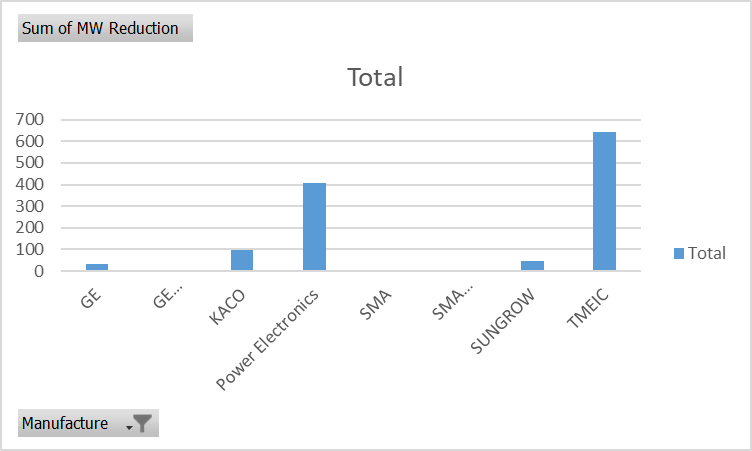 Sum of MW Reduction
Total
700
600
500
400
300
200
100
0
GE
GE...
KACO
Power Electronics
SMA
SMA...
SUNGROW
TMEIC
Total
Manufacture